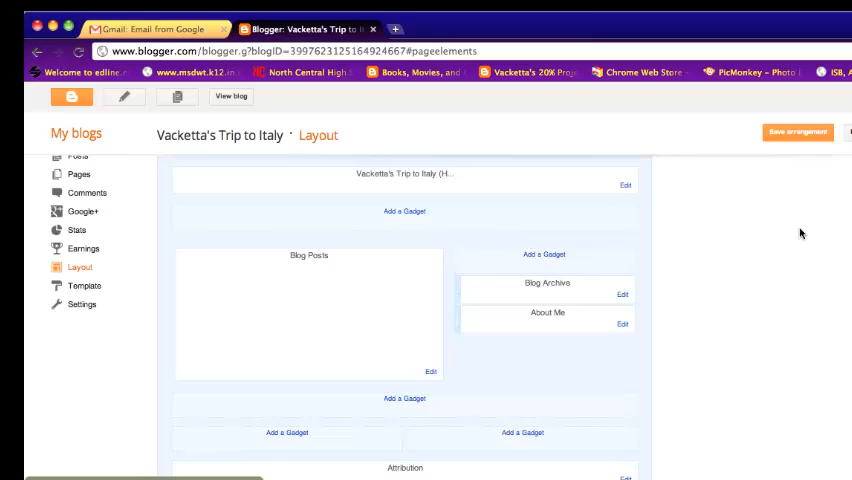 Gmail: Email from Google
Blogger: Vacketta's Trip to I
www.blogger.com/blogger.g?blogID=3997623125164924667#pageelements
Welcome to edline.
www.msdwt.k12.in.
North Central High S
Books, Movies, and
Vacketta's 20% Proj
Chrome Web Store -
PicMonkey - Photo
ISB, A
View blog
My blogs
Vacketta's Trip to Italy · Layout
Save arrangement
Posts
Pages
Comments
Google+
Stats
Earnings
Layout
Template
Settings
Vacketta's Trip to Italy (H...
Edit
Add a Gadget
Blog Posts
Edit
Add a Gadget
Blog Archive
Edit
About Me
Edit
Add a Gadget
Add a Gadget
Add a Gadget
Attribution
Edit